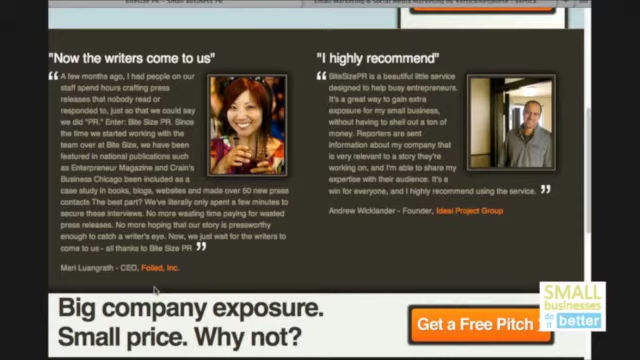 BiteSize PR - Small Business PR
"Now the writers come to us"
"I highly recommend"
“ A few months ago, I had people on our
staff spend hours crafting press
releases that nobody read or
responded to, just so that we could say
we did "PR." Enter: Bite Size PR. Since
the time we started working with the
team over at Bite Size, we have been
featured in national publications such
as Enterpreneur Magazine and Crain's
Business Chicago been included as
case study in books, blogs, websites and made over 50 new press
contacts The best part? We've literally only spent a few minutes to
secure these interviews. No more wasting time paying for wasted
press releases. No more hoping that our story is pressworthy
enough to catch a writer's eye. Now, we just wait for the writers to
come to us - all thanks to Bite Size PR ”
Mari Luangrath - CEO, Foiled, Inc.
“ BiteSizePR is a beautiful little service
designed to help busy entrepreneurs.
It's a great way to gain extra
exposure for my small business,
without having to shell out a ton of
money. Reporters are sent
information about my company that
is very relevant to a story they're
working on, and I'm able to share my
expertise with their audience. It's a
win for everyone, and I highly recommend using the service. ”
Andrew Wicklander - Founder, Ideal Project Group
Big company exposure.
Small price. Why not?
Get a Free Pitch
SMALL
businesses
do it better